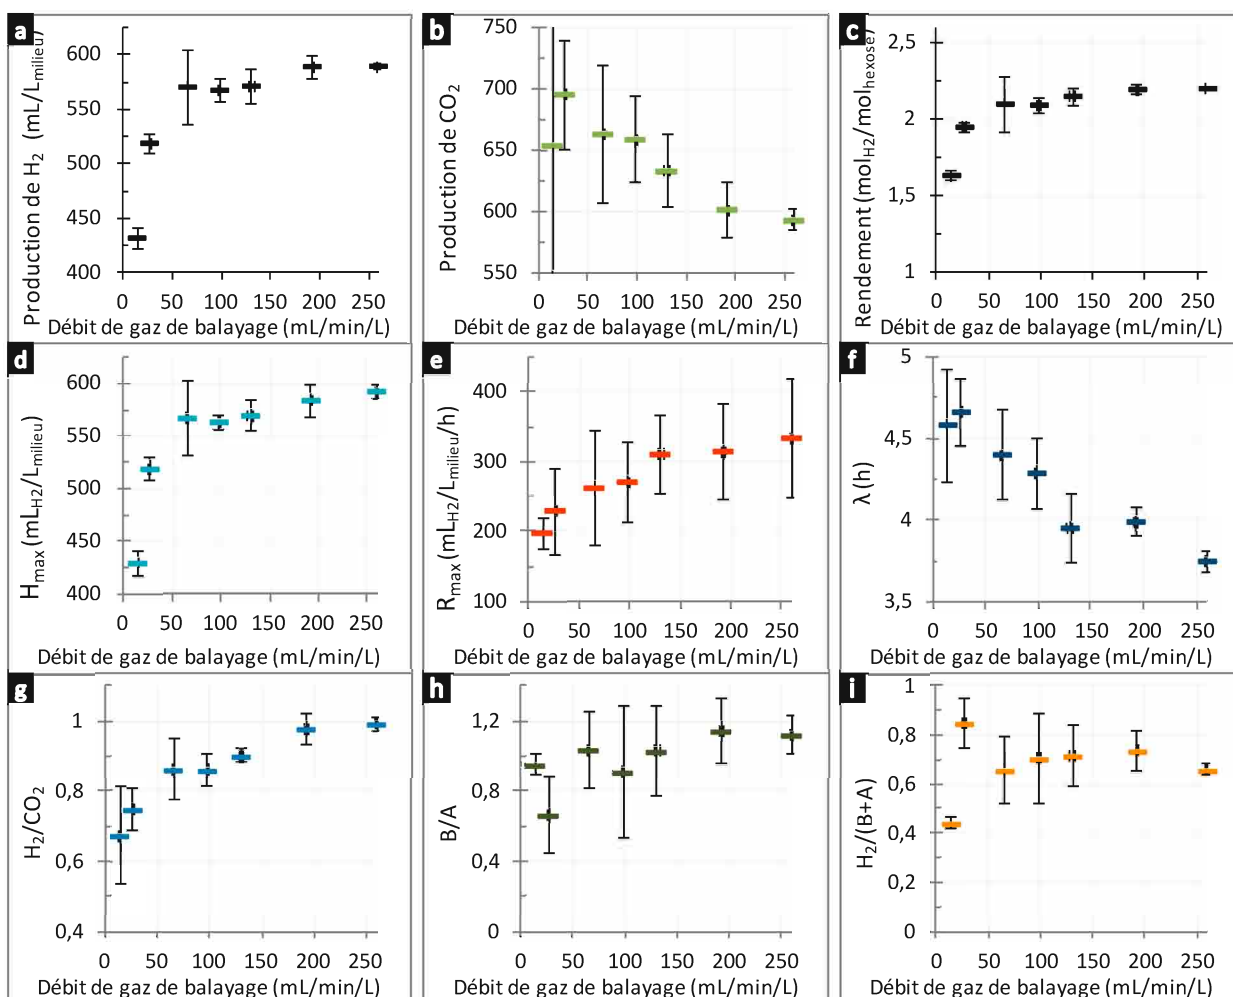 a
Production de H2 (mL/Lmilieu)
600
550
500
450
400
0 50 100 150 200 250
Débit de gaz de balayage (mL/min/L)
b
Production de CO2
750
700
650
600
550
0 50 100 150 200 250
Débit de gaz de balayage (mL/min/L)
c
Rendement (molH2/molhexose)
2,5
2
1,5
1
0 50 100 150 200 250
Débit de gaz de balayage (mL/min/L)
d
Hmax (mLH2/Lmilieu)
600
550
500
450
400
0 50 100 150 200 250
Débit de gaz de balayage (mL/min/L)
e
Rmax (mLH2/Lmilieu/h)
400
300
200
100
0 50 100 150 200 250
Débit de gaz de balayage (mL/min/L)
f
λ (h)
5
4,5
4
3,5
0 50 100 150 200 250
Débit de gaz de balayage (mL/min/L)
g
H2/CO2
1
0,8
0,6
0,4
0 50 100 150 200 250
Débit de gaz de balayage (mL/min/L)
h
B/A
1,2
0,8
0,4
0
0 50 100 150 200 250
Débit de gaz de balayage (mL/min/L)
i
H2/(B+A)
1
0,8
0,6
0,4
0,2
0
0 50 100 150 200 250
Débit de gaz de balayage (mL/min/L)